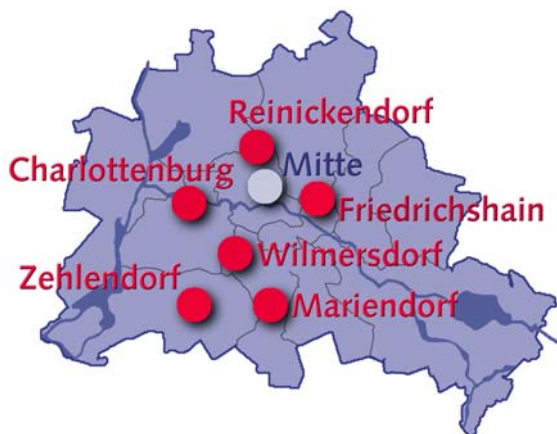 Reinickendorf
Mitte
Charlottenburg
Friedrichshain
Wilmersdorf
Zehlendorf
Mariendorf